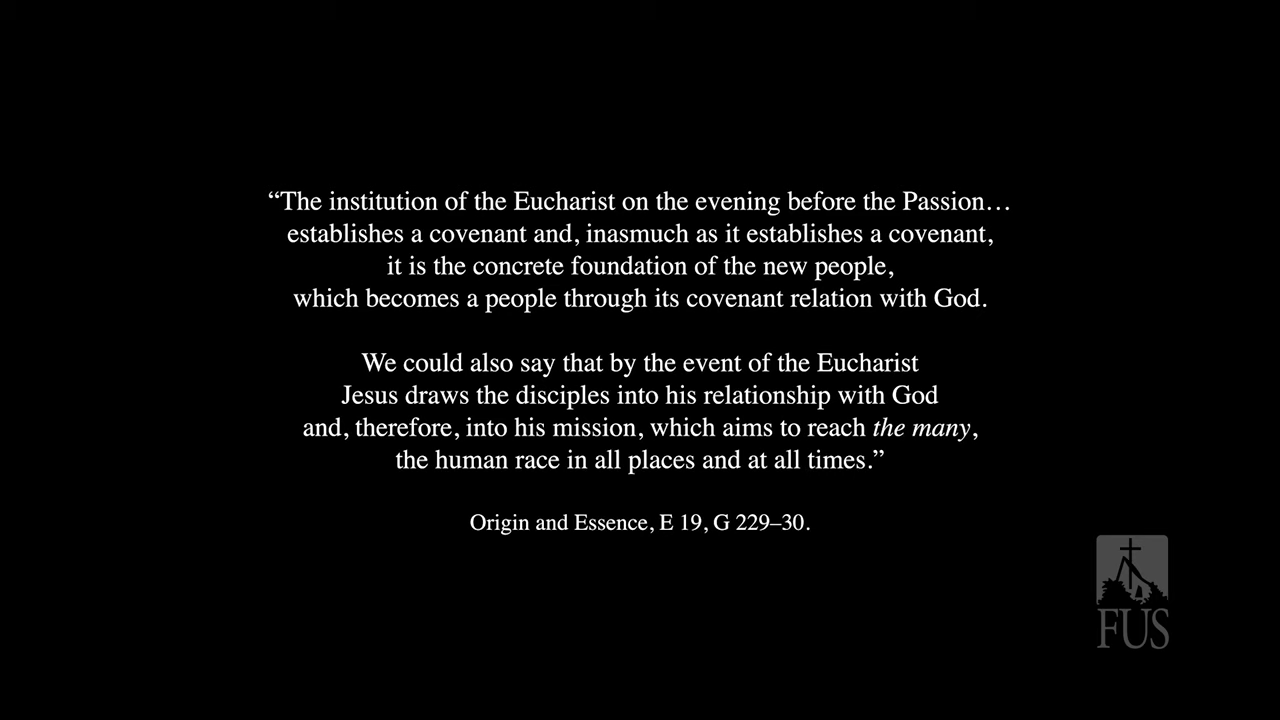 “The institution of the Eucharist on the evening before the Passion…
establishes a covenant and, inasmuch as it establishes a covenant,
it is the concrete foundation of the new people,
which becomes a people through its covenant relation with God.
We could also say that by the event of the Eucharist
Jesus draws the disciples into his relationship with God
and, therefore, into his mission, which aims to reach the many,
the human race in all places and at all times.”
Origin and Essence, E 19, G 229–30.
FUS